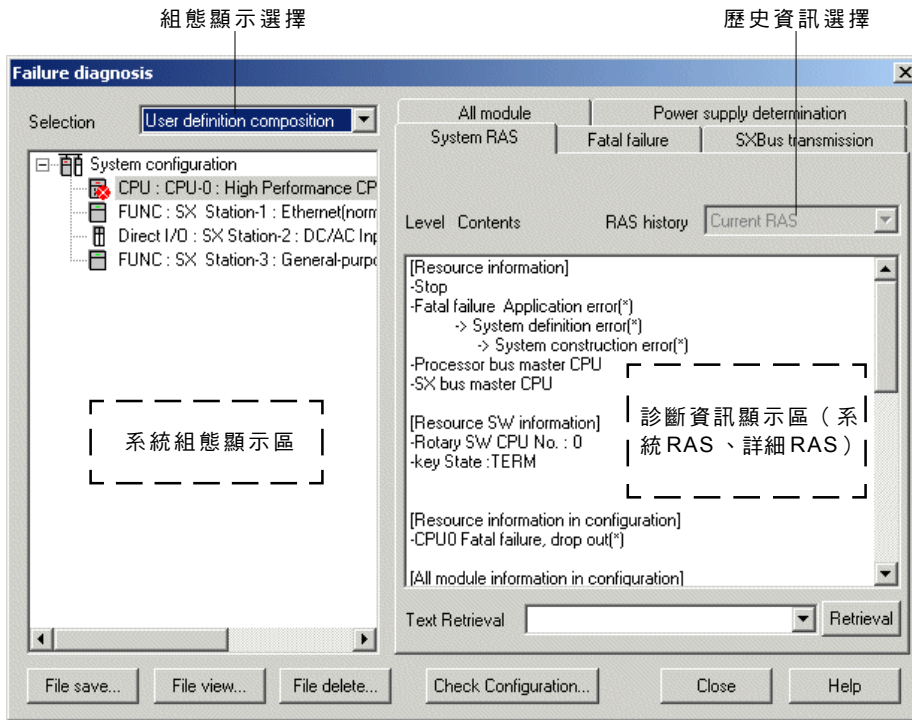 組態顯示選擇
歷史資訊選擇
Failure diagnosis
Selection
User definition composition
System configuration
CPU : CPU-0 : High Performance CP
FUNC : SX Station-1 : Ethernet(norm
Direct I/O : SX Station-2 : DC/AC Inp
FUNC : SX Station-3 : General-purpo
系統組態顯示區
All module
Power supply determination
System RAS
Fatal failure
SXBus transmission
Level Contents
RAS history
Current RAS
[Resource information]
-Stop
-Fatal failure Application error(*)
-> System definition error(*)
-> System construction error(*)
-Processor bus master CPU
-SX bus master CPU
[Resource SW information]
-Rotary SW CPU No. : 0
-key State :TERM
[Resource information in configuration]
-CPU0 Fatal failure, drop out(*)
[All module information in configuration]
診斷資訊顯示區（系
統RAS、詳細RAS）
Text Retrieval
Retrieval
File save...
File view...
File delete...
Check Configuration...
Close
Help